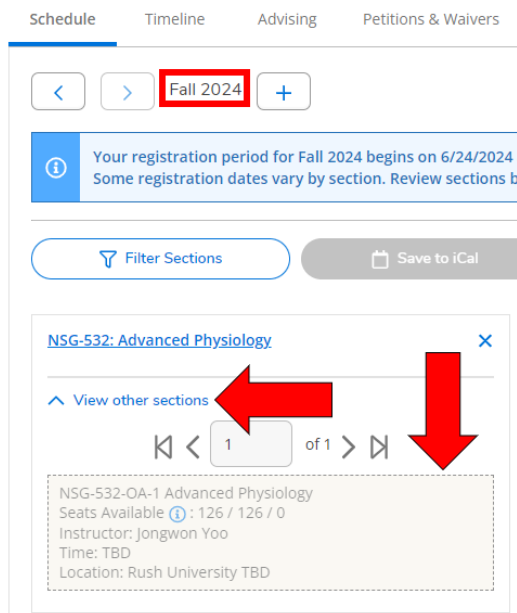 Schedule Timeline Advising Petitions & Waivers
Fall 2024
Your registration period for Fall 2024 begins on 6/24/2024
Some registration dates vary by section. Review sections b
Filter Sections Save to iCal
NSG-532: Advanced Physiology
View other sections
1 of 1
NSG-532-OA-1 Advanced Physiology
Seats Available : 126 / 126 / 0
Instructor: Jongwon Yoo
Time: TBD
Location: Rush University TBD